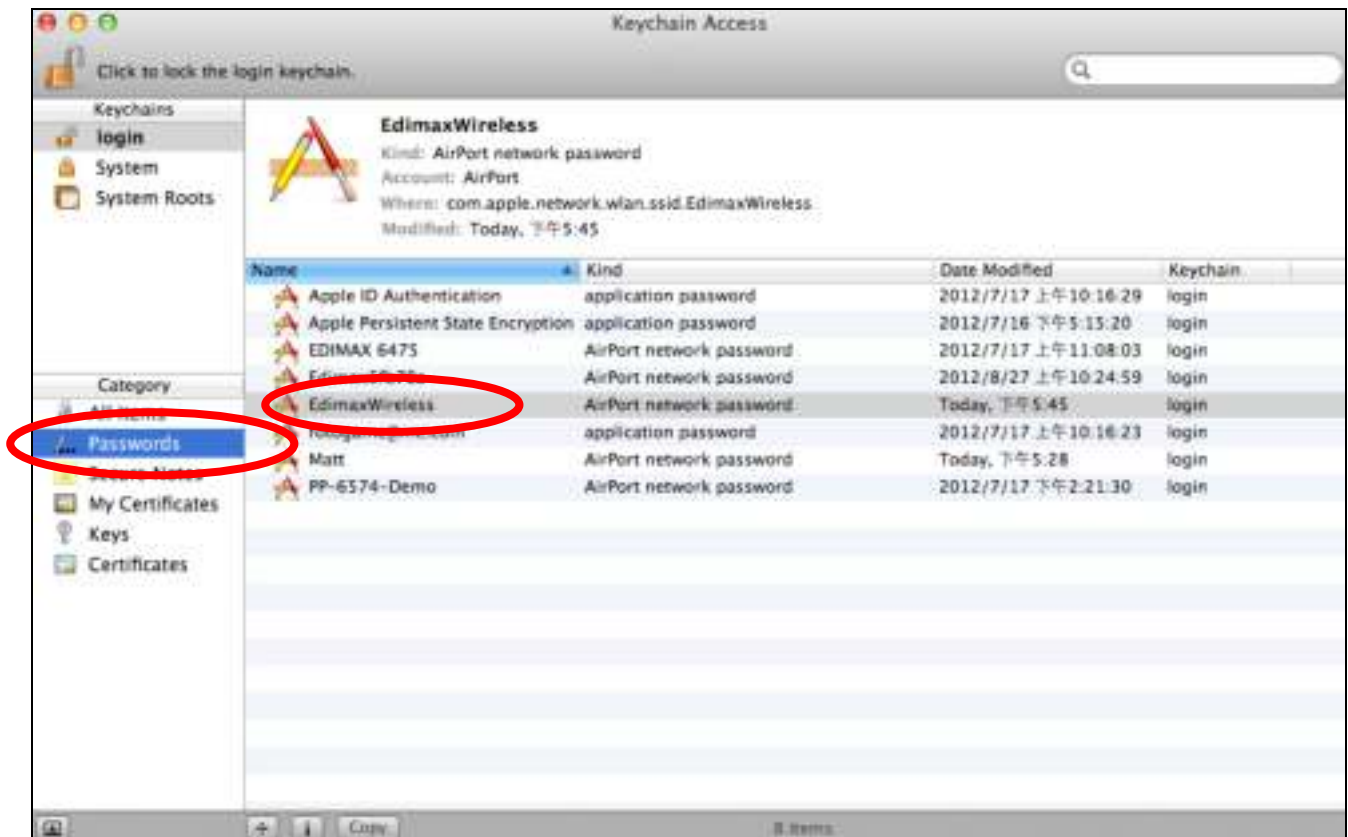 Keychain Access
Click to lock the login keychain.
Keychains
login
System
System Roots
EdimaxWireless
Kind: AirPort network password
Account: AirPort
Where: com.apple.network.wlan.ssid.EdimaxWireless
Modified: Today, 下午5:45
Name Kind Date Modified Keychain
Apple ID Authentication application password 2012/7/17 上午10:16:29 login
Apple Persistent State Encryption application password 2012/7/16 下午5:15:20 login
EDIMAX 6475 AirPort network password 2012/7/17 上午11:08:03 login
AirPort network password 2012/8/27 上午10:24:59 login
EdimaxWireless AirPort network password Today, 下午5:45 login
application password 2012/7/17 上午10:16:23 login
Matt AirPort network password Today, 下午5:28 login
PP-6574-Demo AirPort network password 2012/7/17 下午2:21:30 login
Category
All Items
Passwords
Secure Notes
My Certificates
Keys
Certificates
Copy
8 items